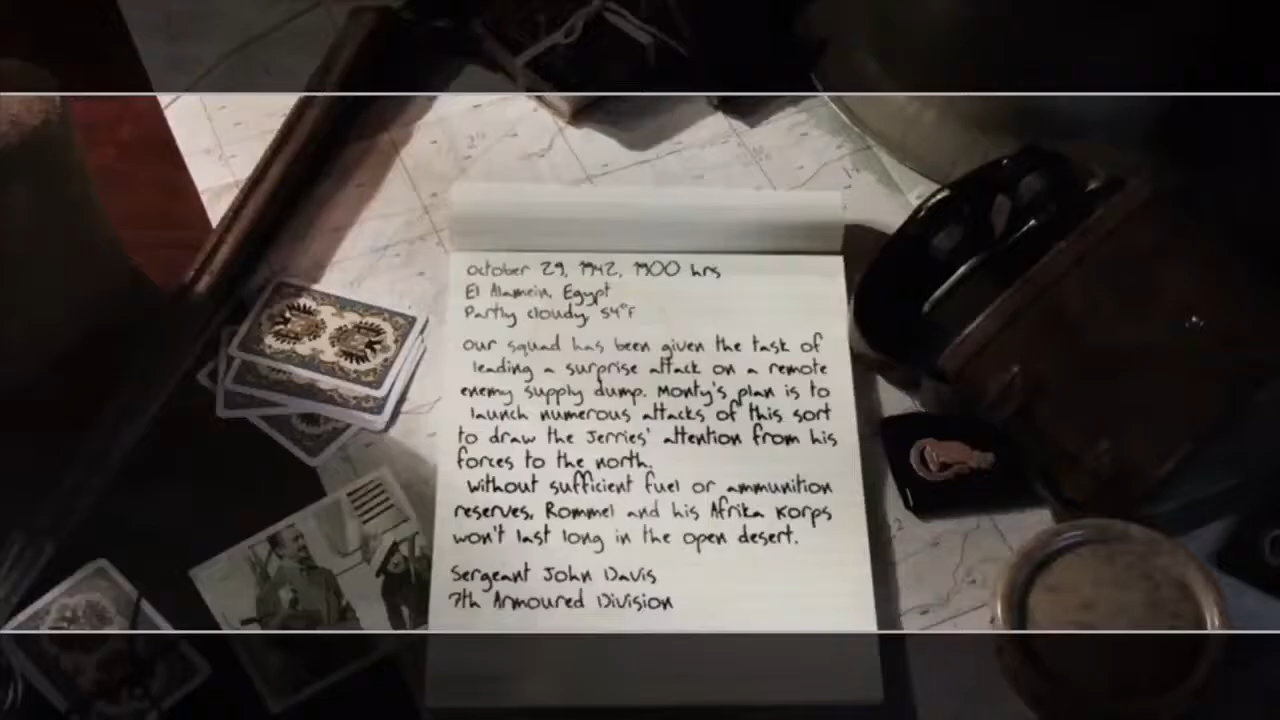 October 29, 1942, 1900 hrs
El Alamein, Egypt
Partly cloudy, 54°F
Our squad has been given the task of
leading a surprise attack on a remote
enemy supply dump. Monty's plan is to
launch numerous attacks of this sort
to draw the Jerries' attention from his
forces to the north.
Without sufficient fuel or ammunition
reserves, Rommel and his Afrika Korps
won't last long in the open desert.
Sergeant John Davis
7th Armoured Division